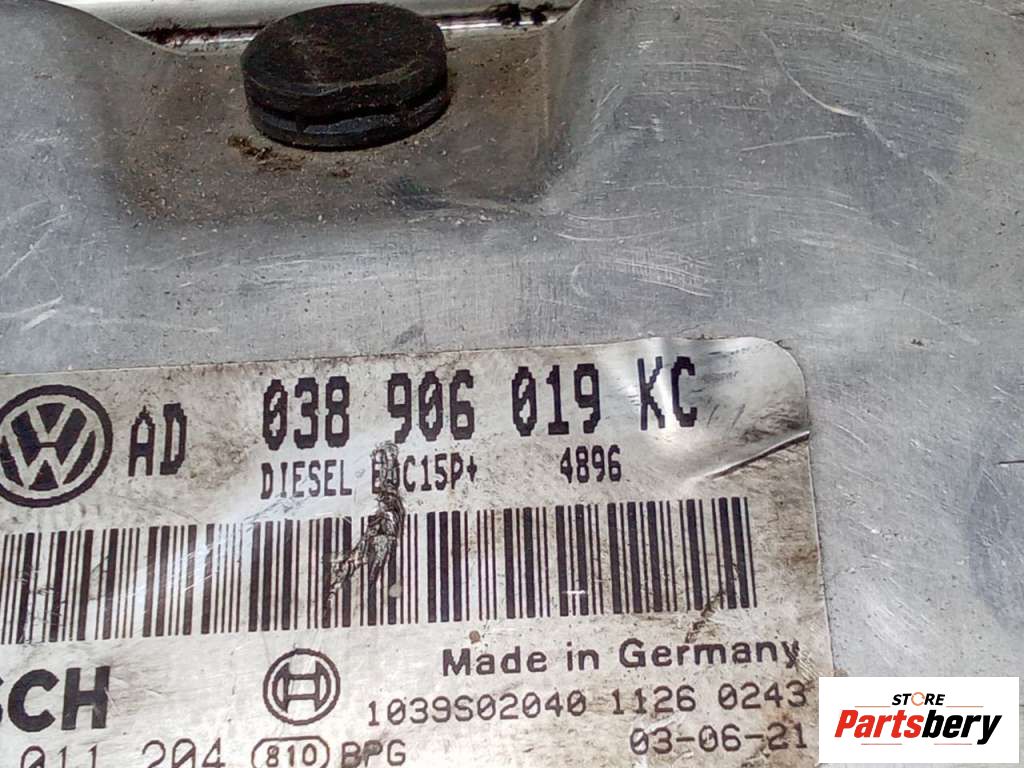 AD 038 906 019 KC
DIESEL EDC15P+ 4896
SCH
Made in Germany
1039S02040 1126 0243
011 204 810 BPG
03-06-21
STORE
Partsbery